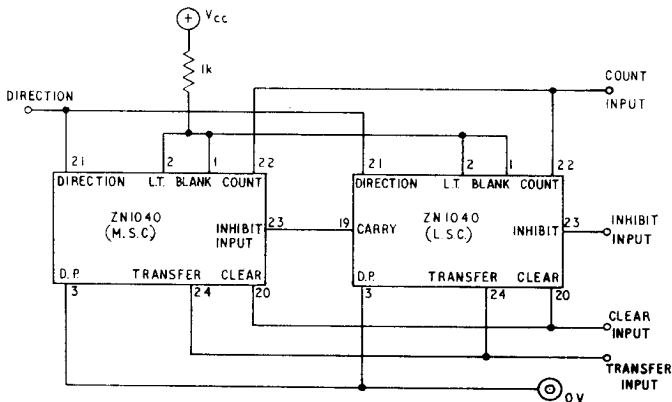 VCC
1k
DIRECTION
COUNT
INPUT
21 2 1 22 21 2 1 22
DIRECTION L.T. BLANK COUNT DIRECTION L.T. BLANK COUNT
ZN1040
(M.S.C)
INHIBIT
INPUT
23 19 CARRY
ZN1040
(L.S.C)
INHIBIT
23
INHIBIT
INPUT
D.P. TRANSFER CLEAR D.P. TRANSFER CLEAR
3 24 20 3 24 20
CLEAR
INPUT
TRANSFER
INPUT
0V